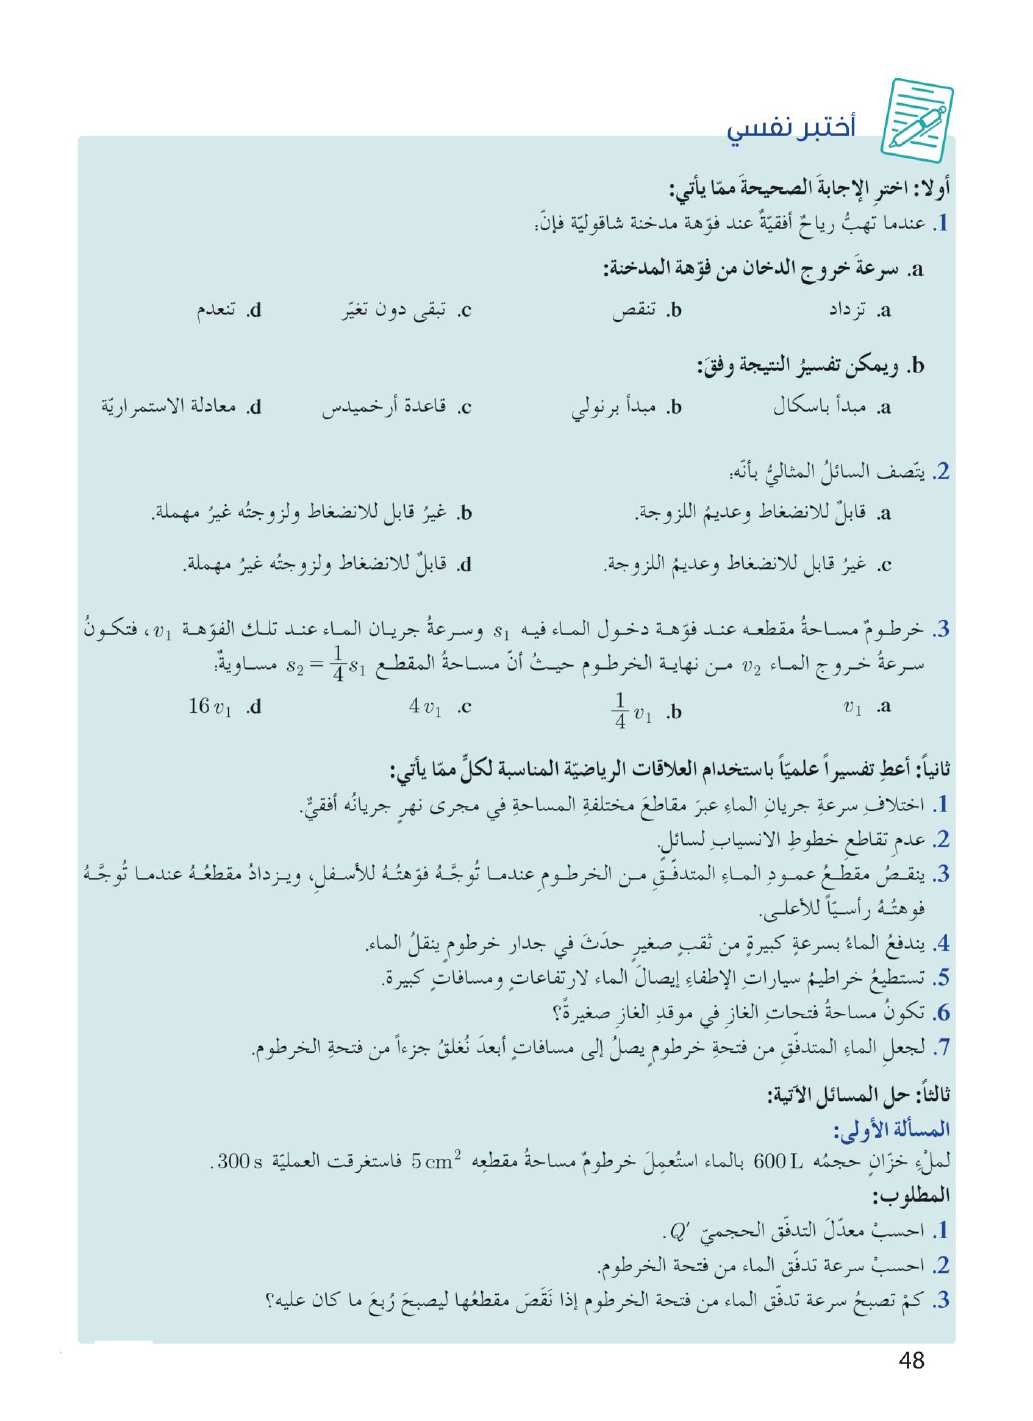 أختبر نفسي
أولا: اخترِ الإجابةَ الصحيحةَ ممّا يأتي:
1. عندما تهبُّ رياحٌ أفقيّةٌ عند فوّهة مدخنة شاقوليّة فإنّ:
a. سرعةَ خروج الدخان من فوّهة المدخنة:
a. تزداد b. تنقص c. تبقى دون تغيّر d. تنعدم
b. ويمكن تفسيرُ النتيجة وفقَ:
a. مبدأ باسكال b. مبدأ برنولي c. قاعدة أرخميدس d. معادلة الاستمراريّة
2. يتّصف السائلُ المثاليُّ بأنّه:
a. قابلٌ للانضغاط وعديمُ اللزوجة. b. غيرُ قابل للانضغاط ولزوجتُه غيرُ مهملة.
c. غيرُ قابل للانضغاط وعديمُ اللزوجة. d. قابلٌ للانضغاط ولزوجتُه غيرُ مهملة.
3. خرطومٌ مساحةُ مقطعه عند فوّهة دخول الماء فيه s₁ وسرعةُ جريان الماء عند تلك الفوّهة v₁، فتكونُ
سرعةُ خروج الماء v₂ من نهاية الخرطوم حيثُ أنّ مساحةُ المقطع s₂ = 1/4 s₁ مساويةٌ:
a. v₁ b. 1/4 v₁ c. 4 v₁ d. 16 v₁
ثانياً: أعطِ تفسيراً علميّاً باستخدام العلاقات الرياضيّة المناسبة لكلٍّ ممّا يأتي:
1. اختلافِ سرعةِ جريانِ الماءِ عبرَ مقاطعَ مختلفةِ المساحةِ في مجرى نهرٍ جريانُه أفقيٌّ.
2. عدمِ تقاطعِ خطوطِ الانسيابِ لسائلٍ.
3. ينقصُ مقطعُ عمودِ الماءِ المتدفّقِ من الخرطومِ عندما تُوجَّهُ فوّهتُهُ للأسفلِ، ويزدادُ مقطعُهُ عندما تُوجَّهُ
فوهتُهُ رأسيّاً للأعلى.
4. يندفعُ الماءُ بسرعةٍ كبيرةٍ من ثقبٍ صغيرٍ حدَثَ في جدار خرطومٍ ينقلُ الماء.
5. تستطيعُ خراطيمُ سياراتِ الإطفاءِ إيصالَ الماء لارتفاعاتٍ ومسافاتٍ كبيرة.
6. تكونُ مساحةُ فتحاتِ الغازِ في موقدِ الغازِ صغيرةً؟
7. لجعلِ الماءِ المتدفّقِ من فتحةِ خرطومٍ يصلُ إلى مسافاتٍ أبعدَ نُغلقُ جزءاً من فتحةِ الخرطوم.
ثالثاً: حل المسائل الآتية:
المسألة الأولى:
لملْءِ خزّانٍ حجمُه 600 L بالماء استُعمِلَ خرطومٌ مساحةُ مقطعِه 5 cm² فاستغرقت العمليّة 300 s.
المطلوب:
1. احسبْ معدّلَ التدفّق الحجميّ Q′.
2. احسبْ سرعة تدفّق الماء من فتحة الخرطوم.
3. كمْ تصبحُ سرعة تدفّق الماء من فتحة الخرطوم إذا نَقَصَ مقطعُها ليصبحَ رُبعَ ما كان عليه؟
48